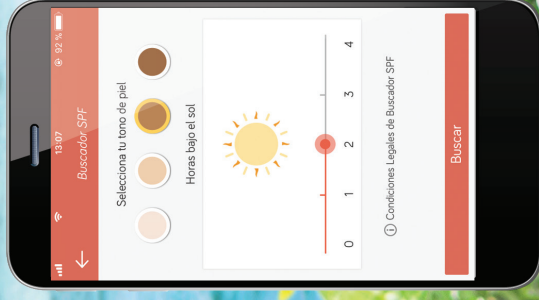 13:07
92 %
Buscador SPF
Selecciona tu tono de piel
Horas bajo el sol
0 1 2 3 4
Condiciones Legales de Buscador SPF
Buscar